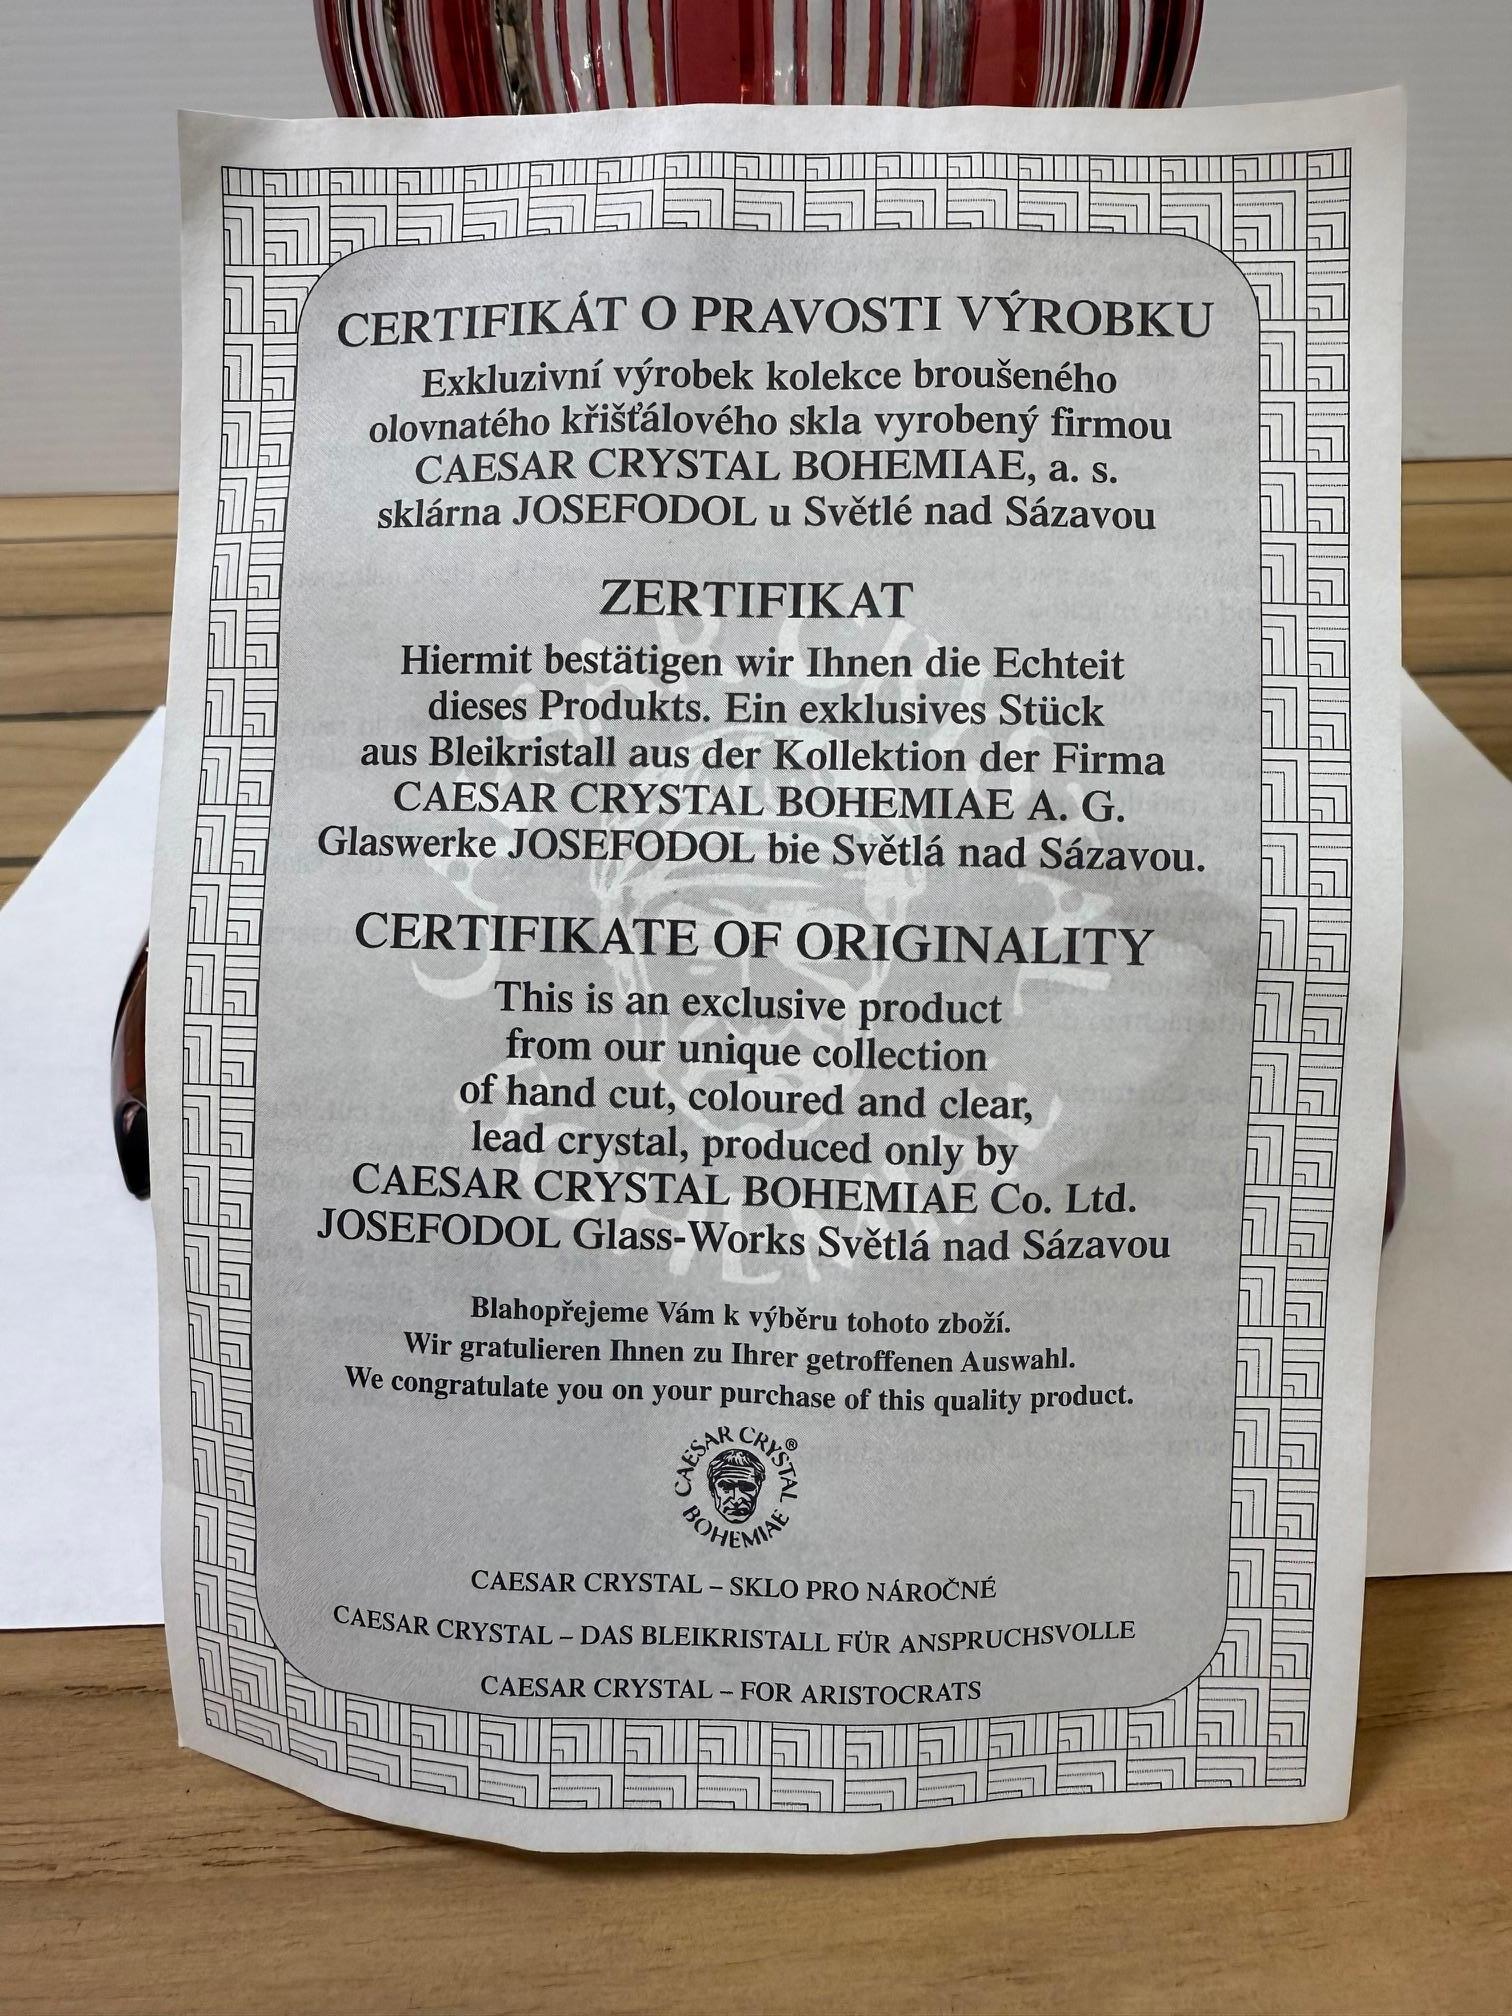 CERTIFIKÁT O PRAVOSTI VÝROBKU
Exkluzivní výrobek kolekce broušeného
olovnatého křišťálového skla vyrobený firmou
CAESAR CRYSTAL BOHEMIAE, a. s.
sklárna JOSEFODOL u Světlé nad Sázavou
ZERTIFIKAT
Hiermit bestätigen wir Ihnen die Echteit
dieses Produkts. Ein exklusives Stück
aus Bleikristall aus der Kollektion der Firma
CAESAR CRYSTAL BOHEMIAE A. G.
Glaswerke JOSEFODOL bie Světlá nad Sázavou.
CERTIFIKATE OF ORIGINALITY
This is an exclusive product
from our unique collection
of hand cut, coloured and clear,
lead crystal, produced only by
CAESAR CRYSTAL BOHEMIAE Co. Ltd.
JOSEFODOL Glass-Works Světlá nad Sázavou
Blahopřejeme Vám k výběru tohoto zboží.
Wir gratulieren Ihnen zu Ihrer getroffenen Auswahl.
We congratulate you on your purchase of this quality product.
CAESAR CRYSTAL ®
BOHEMIAE
CAESAR CRYSTAL – SKLO PRO NÁROČNÉ
CAESAR CRYSTAL – DAS BLEIKRISTALL FÜR ANSPRUCHSVOLLE
CAESAR CRYSTAL – FOR ARISTOCRATS